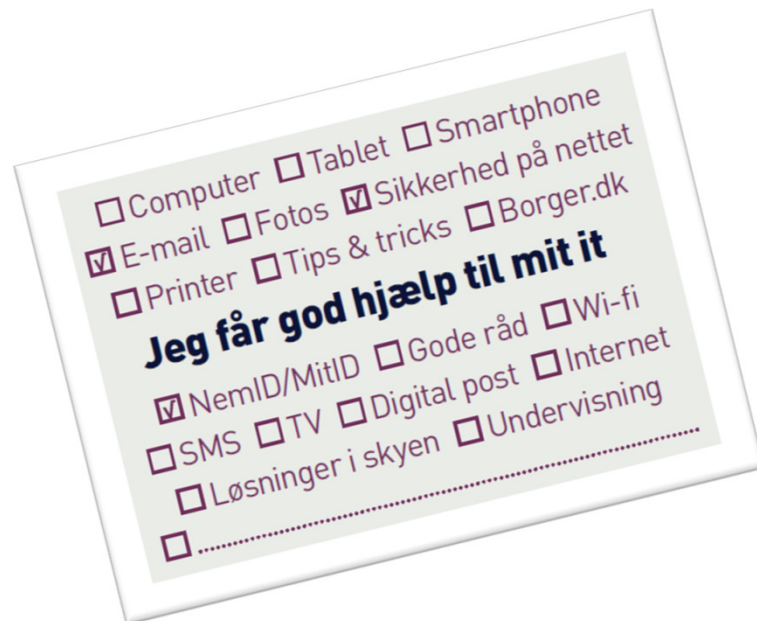 ☐ Computer ☐ Tablet ☐ Smartphone
☑ E-mail ☐ Fotos ☑ Sikkerhed på nettet
☐ Printer ☐ Tips & tricks ☐ Borger.dk
Jeg får god hjælp til mit it
☑ NemID/MitID ☐ Gode råd ☐ Wi-fi
☐ SMS ☐ TV ☐ Digital post ☐ Internet
☐ Løsninger i skyen ☐ Undervisning
☐ ........................................